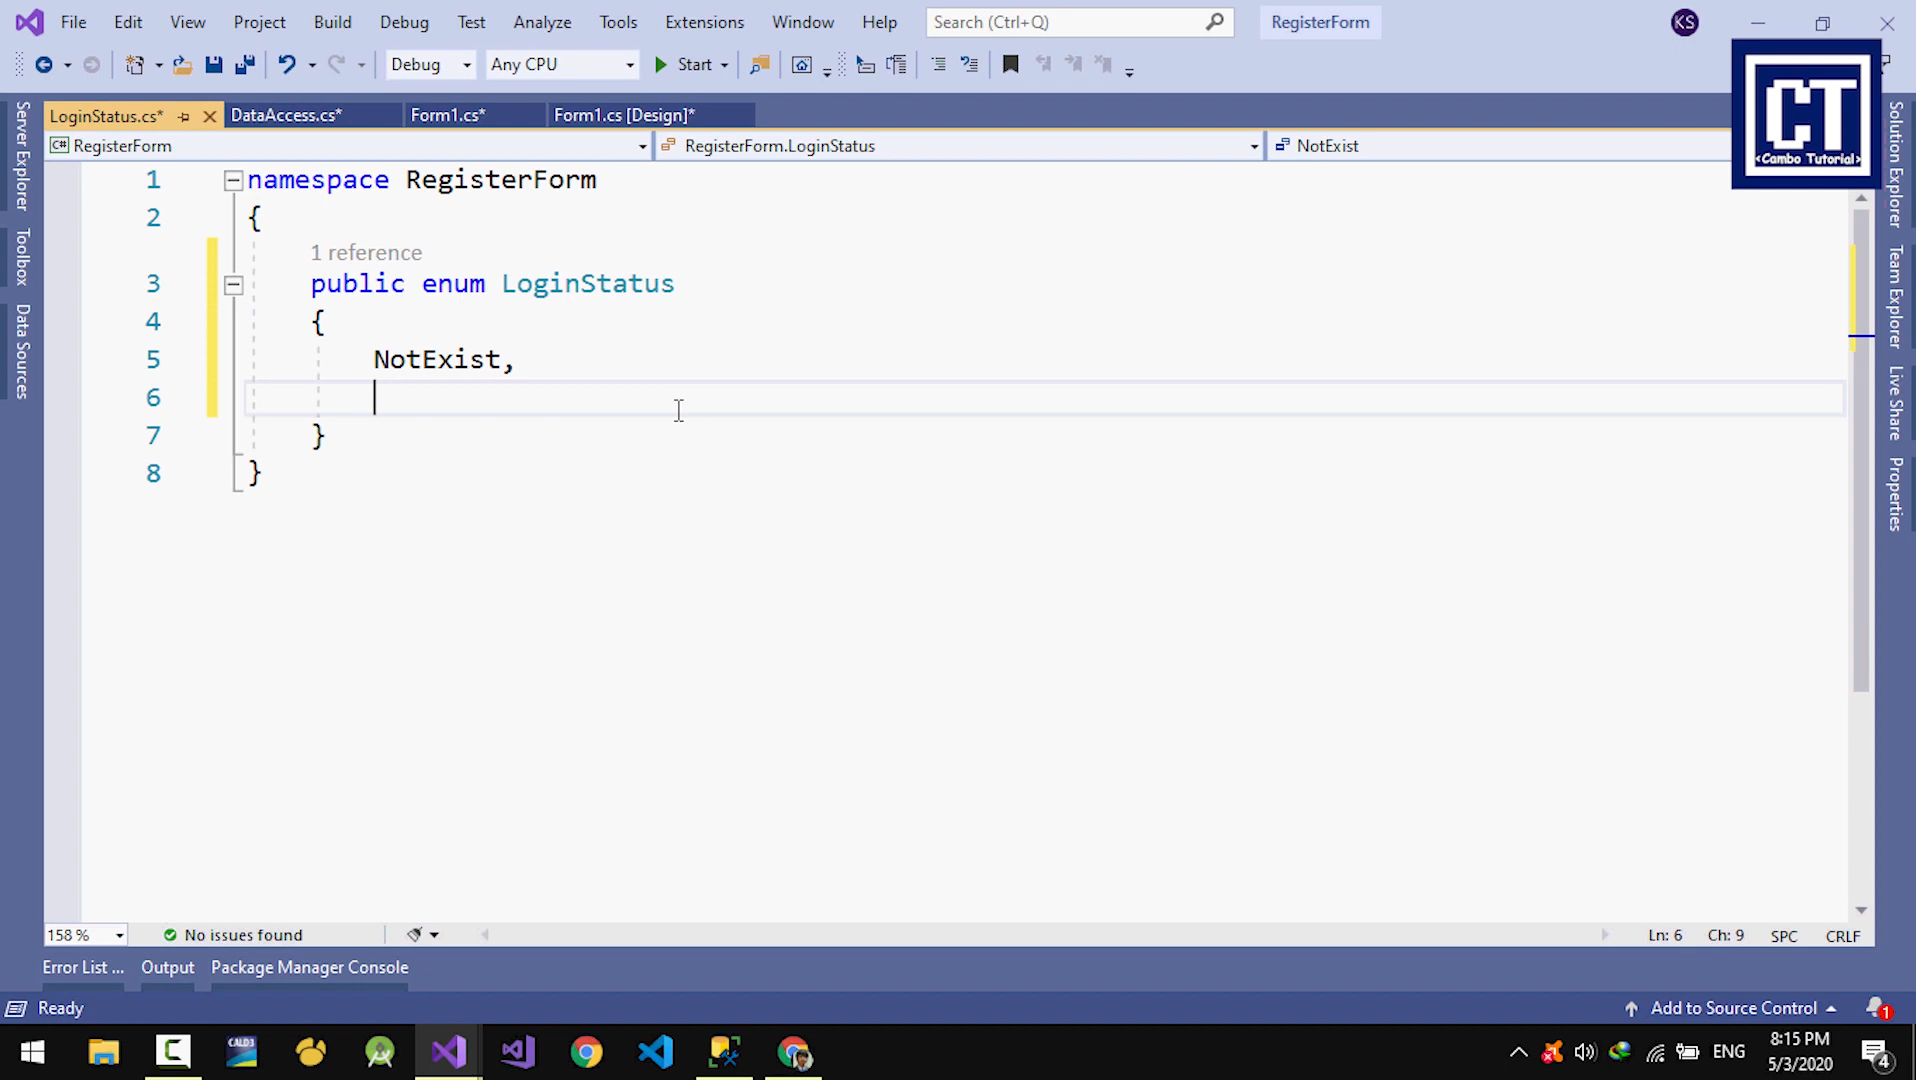 File Edit View Project Build Debug Test Analyze Tools Extensions Window Help Search (Ctrl+Q) RegisterForm KS
Debug Any CPU Start
CT
<Cambo Tutorial>
LoginStatus.cs* DataAccess.cs* Form1.cs* Form1.cs [Design]*
C# RegisterForm RegisterForm.LoginStatus NotExist
Server Explorer
Toolbox
Data Sources
1 namespace RegisterForm
2 {
1 reference
3 public enum LoginStatus
4 {
5 NotExist,
6
7 }
8 }
Solution Explorer
Team Explorer
Live Share
Properties
158 % No issues found Ln: 6 Ch: 9 SPC CRLF
Error List ... Output Package Manager Console
Ready Add to Source Control 1
C CALD3 ENG 8:15 PM
5/3/2020 4